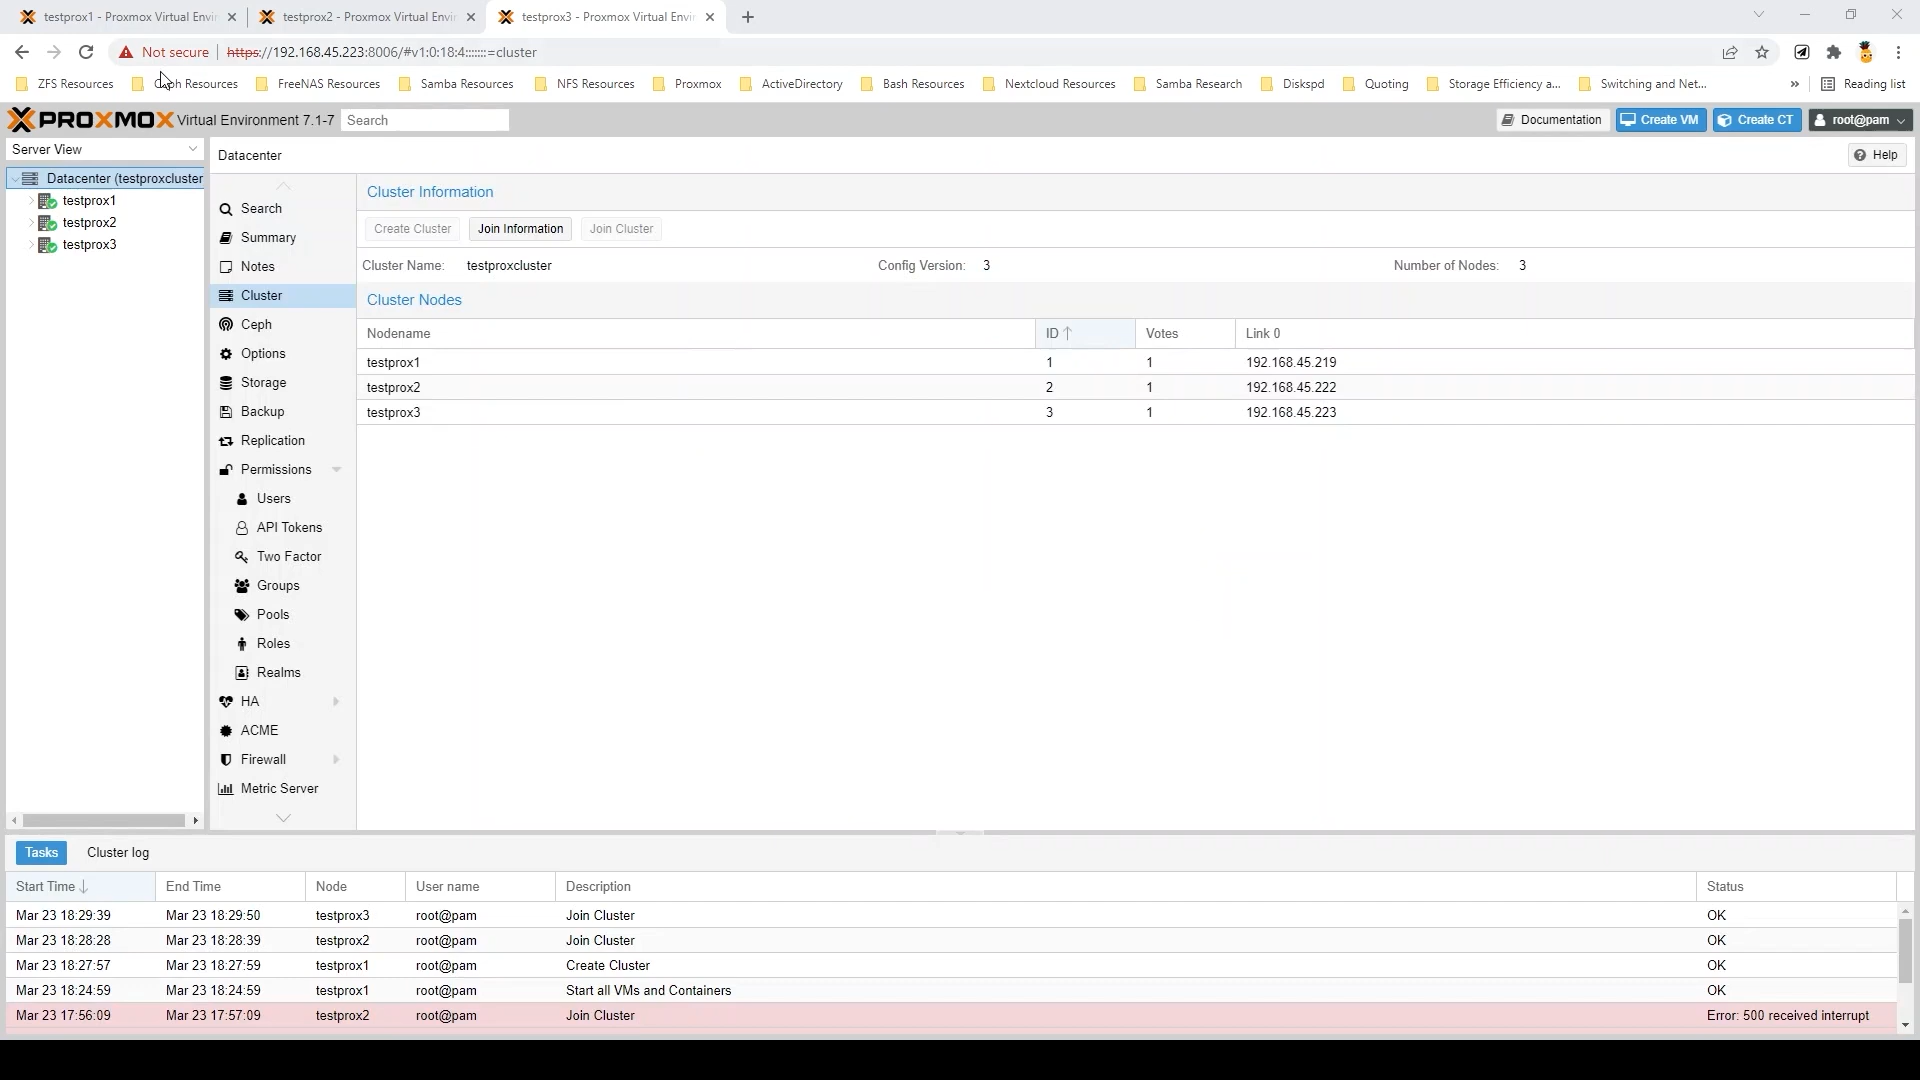 testprox1 - Proxmox Virtual Envi
testprox2 - Proxmox Virtual Envi
testprox3 - Proxmox Virtual Envi
Not secure https://192.168.45.223:8006/#v1:0:18:4:::::::=cluster
ZFS Resources Ceph Resources FreeNAS Resources Samba Resources NFS Resources Proxmox ActiveDirectory Bash Resources Nextcloud Resources Samba Research Diskspd Quoting Storage Efficiency a... Switching and Net... » Reading list
PROXMOX Virtual Environment 7.1-7 Search Documentation Create VM Create CT root@pam
Server View
Datacenter (testproxcluster
testprox1
testprox2
testprox3
Datacenter Help
Search
Summary
Notes
Cluster
Ceph
Options
Storage
Backup
Replication
Permissions
Users
API Tokens
Two Factor
Groups
Pools
Roles
Realms
HA
ACME
Firewall
Metric Server
Cluster Information
Create Cluster Join Information Join Cluster
Cluster Name: testproxcluster Config Version: 3 Number of Nodes: 3
Cluster Nodes
Nodename ID Votes Link 0
testprox1 1 1 192.168.45.219
testprox2 2 1 192.168.45.222
testprox3 3 1 192.168.45.223
Tasks Cluster log
Start Time End Time Node User name Description Status
Mar 23 18:29:39 Mar 23 18:29:50 testprox3 root@pam Join Cluster OK
Mar 23 18:28:28 Mar 23 18:28:39 testprox2 root@pam Join Cluster OK
Mar 23 18:27:57 Mar 23 18:27:59 testprox1 root@pam Create Cluster OK
Mar 23 18:24:59 Mar 23 18:24:59 testprox1 root@pam Start all VMs and Containers OK
Mar 23 17:56:09 Mar 23 17:57:09 testprox2 root@pam Join Cluster Error: 500 received interrupt